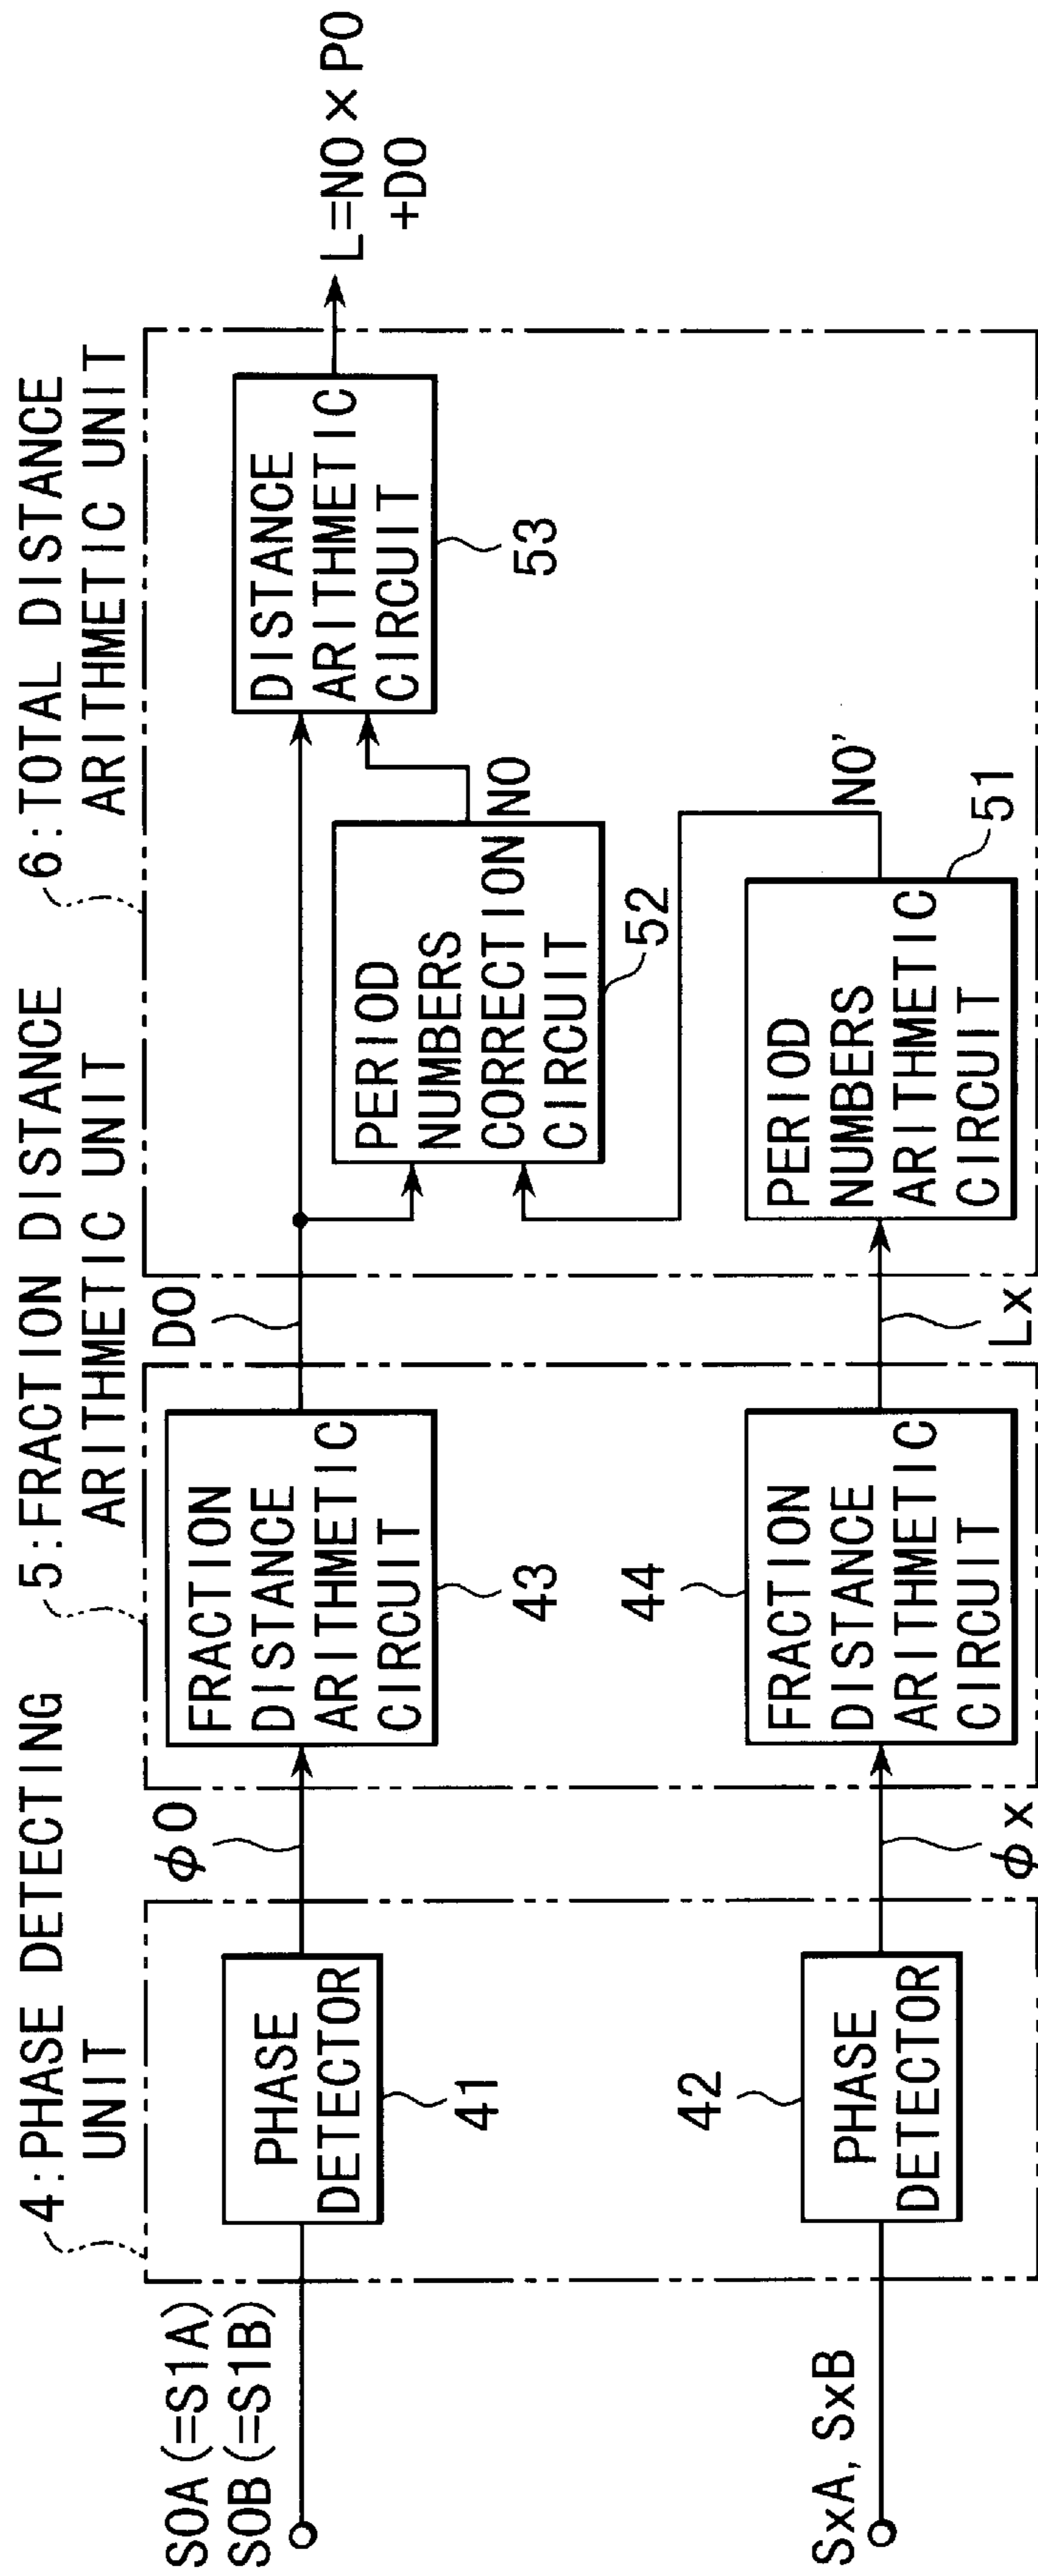 4:PHASE DETECTING
UNIT
5:FRACTION DISTANCE
ARITHMETIC UNIT
6:TOTAL DISTANCE
ARITHMETIC UNIT
S0A(=S1A)
S0B(=S1B)
PHASE
DETECTOR
41
φ0
FRACTION
DISTANCE
ARITHMETIC
CIRCUIT
43
D0
PERIOD
NUMBERS
CORRECTION
CIRCUIT
52
N0
DISTANCE
ARITHMETIC
CIRCUIT
53
L=N0×P0
+D0
SxA, SxB
PHASE
DETECTOR
42
φx
FRACTION
DISTANCE
ARITHMETIC
CIRCUIT
44
Lx
PERIOD
NUMBERS
ARITHMETIC
CIRCUIT
51
N0'